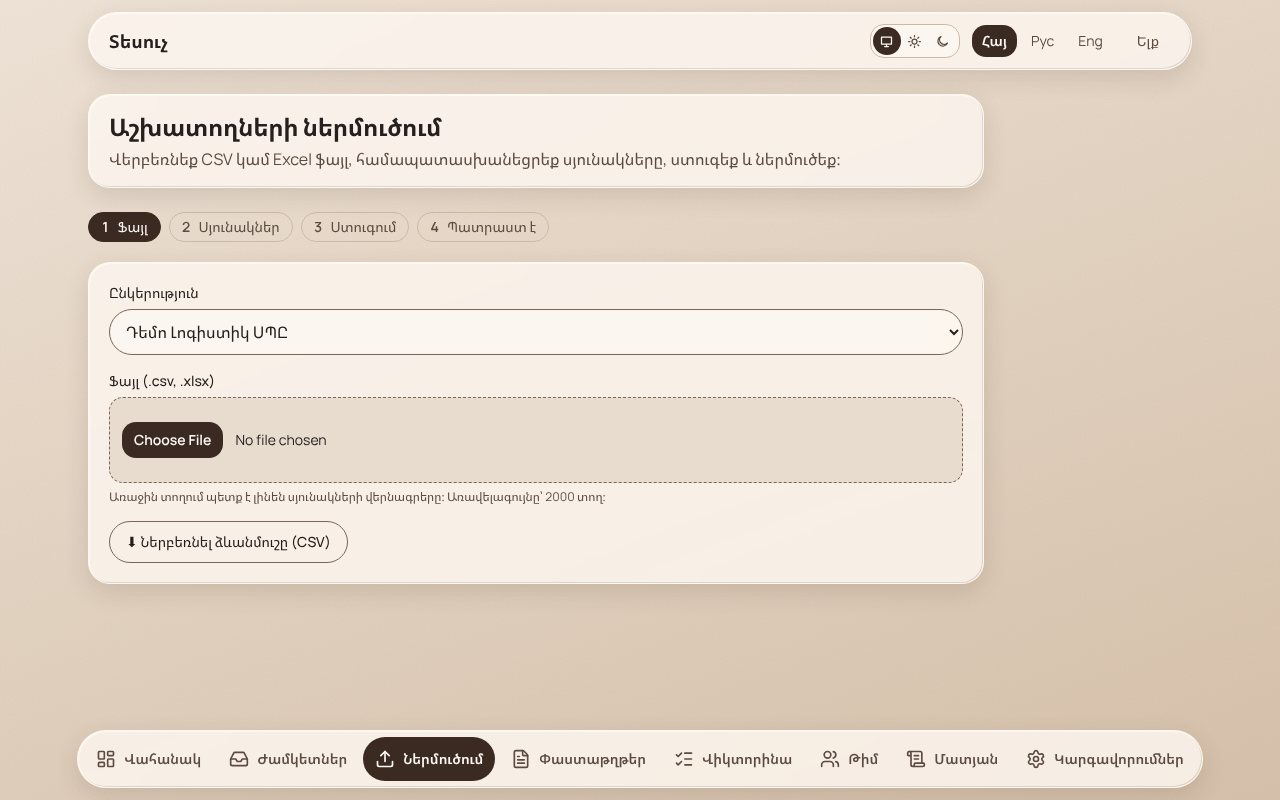 Տեսուչ
Հայ Рус Eng Ելք
Աշխատողների ներմուծում
Վերբեռնեք CSV կամ Excel ֆայլ, համապատասխանեցրեք սյունակները, ստուգեք և ներմուծեք:
1 Ֆայլ 2 Սյունակներ 3 Ստուգում 4 Պատրաստ է
Ընկերություն
Դեմո Լոգիստիկ ՍՊԸ
Ֆայլ (.csv, .xlsx)
Choose File No file chosen
Առաջին տողում պետք է լինեն սյունակների վերնագրերը: Առավելագույնը՝ 2000 տող:
⬇ Ներբեռնել ձևանմուշը (CSV)
Վահանակ Ժամկետներ Ներմուծում Փաստաթղթեր Վիկտորինա Թիմ Մատյան Կարգավորումներ